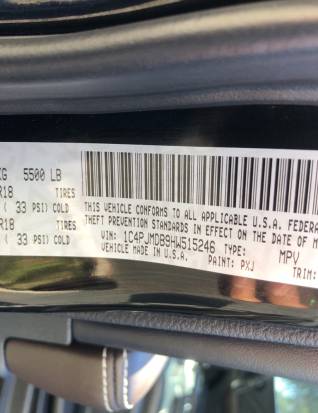 KG 5500 LB
R18 TIRES
( 33 PSI) COLD
R18 TIRES
( 33 PSI) COLD
THIS VEHICLE CONFORMS TO ALL APPLICABLE U.S.A. FEDERA
THEFT PREVENTION STANDARDS IN EFFECT ON THE DATE OF M
VIN: 1C4PJMDB9HW515246 TYPE: MPV
VEHICLE MADE IN U.S.A. PAINT: PXJ TRIM: